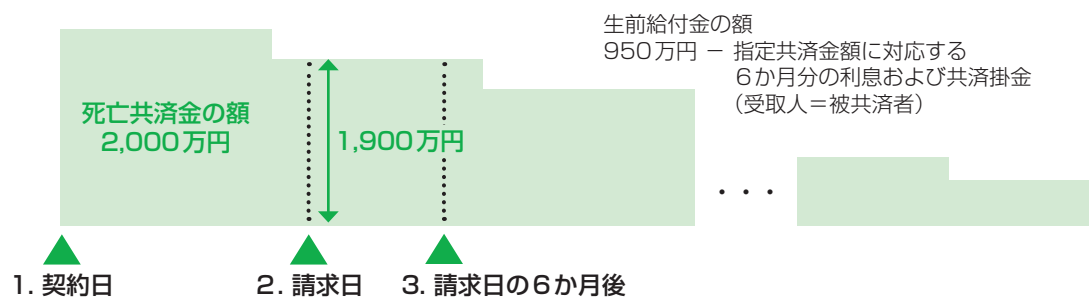 生前給付金の額
950万円 − 指定共済金額に対応する
6か月分の利息および共済掛金
（受取人＝被共済者）
死亡共済金の額
2,000万円
1,900万円
・・・
1. 契約日
2. 請求日
3. 請求日の6か月後